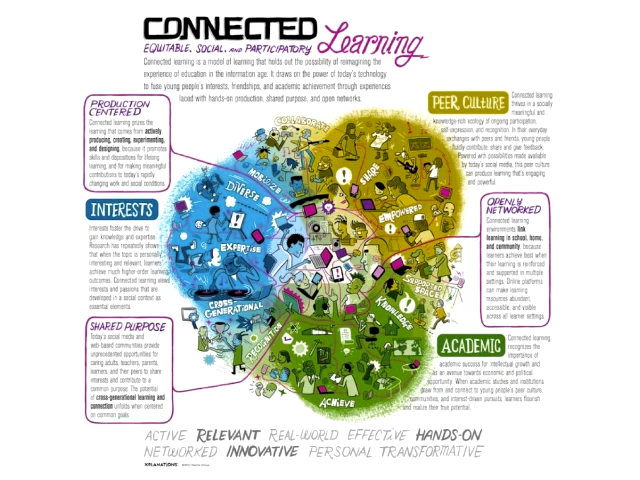 CONNECTED Learning
EQUITABLE, SOCIAL, AND PARTICIPATORY
Connected learning is a model of learning that holds out the possibility of reimagining the
experience of education in the information age. It draws on the power of today's technology
to fuse young people's interests, friendships, and academic achievement through experiences
laced with hands-on production, shared purpose, and open networks.
PRODUCTION
CENTERED
Connected learning prizes the
learning that comes from actively
producing, creating, experimenting,
and designing, because it promotes
skills and dispositions for lifelong
learning, and for making meaningful
contributions to today's rapidly
changing work and social conditions.
INTERESTS
Interests foster the drive to
gain knowledge and expertise.
Research has repeatedly shown
that when the topic is personally
interesting and relevant, learners
achieve much higher-order learning
outcomes. Connected learning views
interests and passions that are
developed in a social context as
essential elements.
SHARED PURPOSE
Today's social media and
web-based communities provide
unprecedented opportunities for
caring adults, teachers, parents,
learners, and their peers to share
interests and contribute to a
common purpose. The potential
of cross-generational learning and
connection unfolds when centered
on common goals.
PEER CULTURE
Connected learning
thrives in a socially
meaningful and
knowledge-rich ecology of ongoing participation,
self-expression and recognition. In their everyday
exchanges with peers and friends, young people
fluidly contribute, share and give feedback.
Powered with possibilities made available
by today's social media, this peer culture
can produce learning that's engaging
and powerful.
OPENLY
NETWORKED
Connected learning
environments link
learning in school, home,
and community, because
learners achieve best when
their learning is reinforced
and supported in multiple
settings. Online platforms
can make learning
resources abundant,
accessible, and visible
across all learner settings.
ACADEMIC
Connected learning
recognizes the
importance of
academic success for intellectual growth and
as an avenue towards economic and political
opportunity. When academic studies and institutions
draw from and connect to young people's peer culture,
communities, and interest-driven pursuits, learners flourish
and realize their true potential.
COLLABORATE
MOBILIZE
DIVERSE
SHARE
EMPOWERED
EXPERTISE
CROSS-
GENERATIONAL
SUPPORTED
SPACE
KNOWLEDGE
ACHIEVE
ACTIVE RELEVANT REAL-WORLD EFFECTIVE HANDS-ON
NETWORKED INNOVATIVE PERSONAL TRANSFORMATIVE
XPLANATIONS